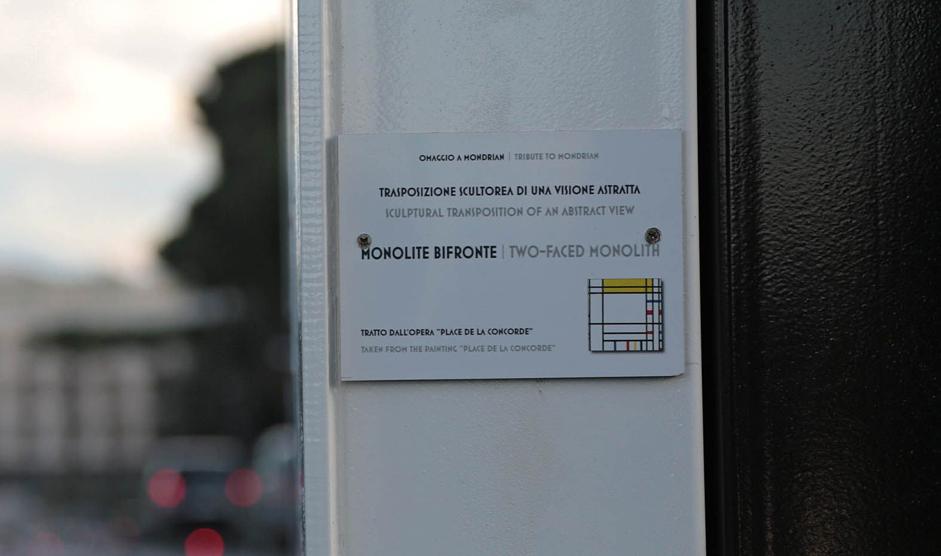 OMAGGIO A MONDRIAN | TRIBUTE TO MONDRIAN
TRASPOSIZIONE SCULTOREA DI UNA VISIONE ASTRATTA
SCULPTURAL TRANSPOSITION OF AN ABSTRACT VIEW
MONOLITE BIFRONTE | TWO-FACED MONOLITH
TRATTO DALL'OPERA "PLACE DE LA CONCORDE"
TAKEN FROM THE PAINTING "PLACE DE LA CONCORDE"